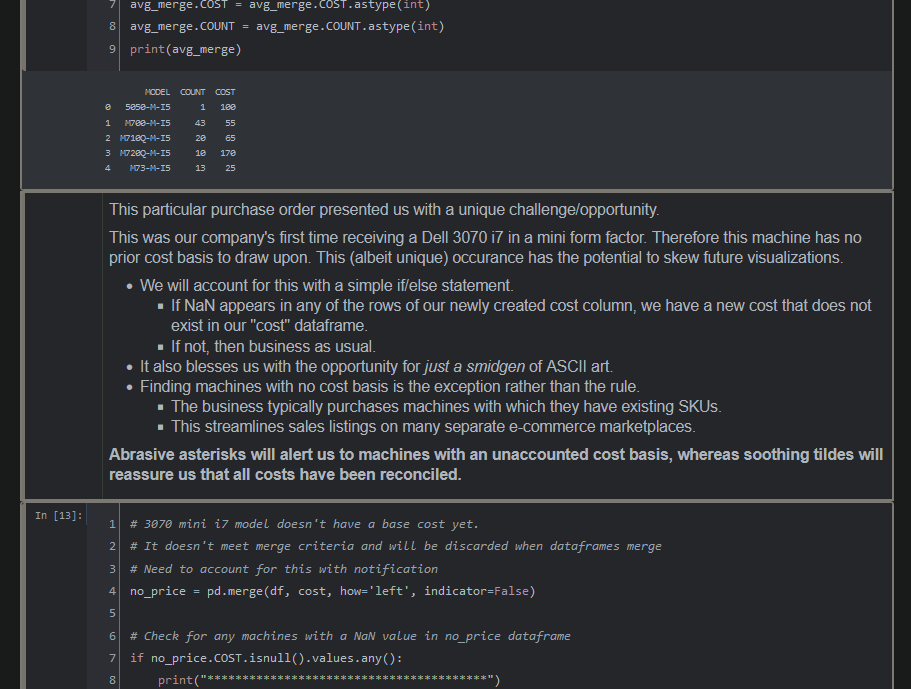 7 avg_merge.COST = avg_merge.COST.astype(int)
8 avg_merge.COUNT = avg_merge.COUNT.astype(int)
9 print(avg_merge)
MODEL COUNT COST
0 5050-M-I5 1 100
1 M700-M-I5 43 55
2 M710Q-M-I5 20 65
3 M720Q-M-I5 10 170
4 M73-M-I5 13 25
This particular purchase order presented us with a unique challenge/opportunity.
This was our company's first time receiving a Dell 3070 i7 in a mini form factor. Therefore this machine has no
prior cost basis to draw upon. This (albeit unique) occurance has the potential to skew future visualizations.
• We will account for this with a simple if/else statement.
▪ If NaN appears in any of the rows of our newly created cost column, we have a new cost that does not
exist in our "cost" dataframe.
▪ If not, then business as usual.
• It also blesses us with the opportunity for just a smidgen of ASCII art.
• Finding machines with no cost basis is the exception rather than the rule.
▪ The business typically purchases machines with which they have existing SKUs.
▪ This streamlines sales listings on many separate e-commerce marketplaces.
Abrasive asterisks will alert us to machines with an unaccounted cost basis, whereas soothing tildes will
reassure us that all costs have been reconciled.
In [13]:
1 # 3070 mini i7 model doesn't have a base cost yet.
2 # It doesn't meet merge criteria and will be discarded when dataframes merge
3 # Need to account for this with notification
4 no_price = pd.merge(df, cost, how='left', indicator=False)
5
6 # Check for any machines with a NaN value in no_price dataframe
7 if no_price.COST.isnull().values.any():
8 print("****************************************")